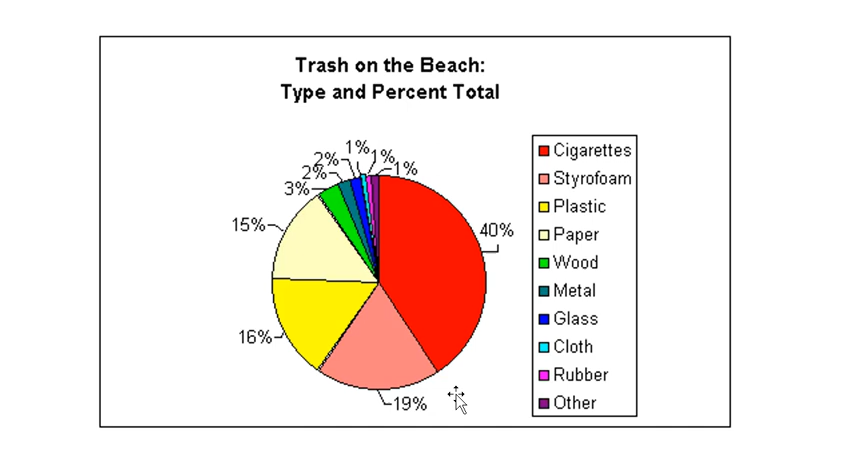 Trash on the Beach:
Type and Percent Total
1%
1%
1%
2%
2%
3%
15%
40%
16%
19%
Cigarettes
Styrofoam
Plastic
Paper
Wood
Metal
Glass
Cloth
Rubber
Other